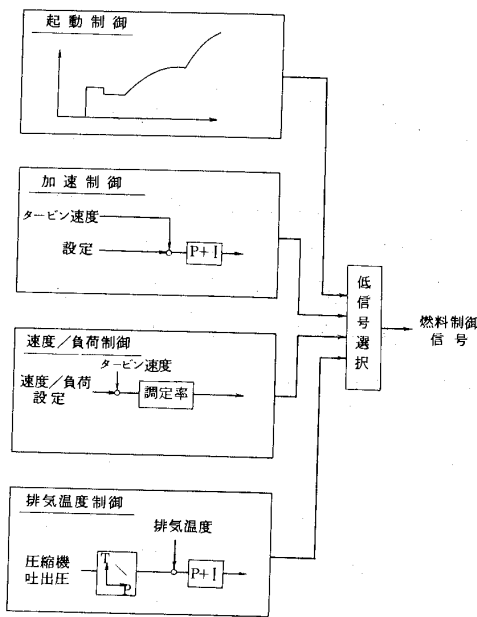 起動制御
加速制御
タービン速度
設定
P+I
速度/負荷制御
タービン速度
速度/負荷
設定
調定率
排気温度制御
排気温度
圧縮機
吐出圧
T
P
P+I
低信号選択
燃料制御
信号